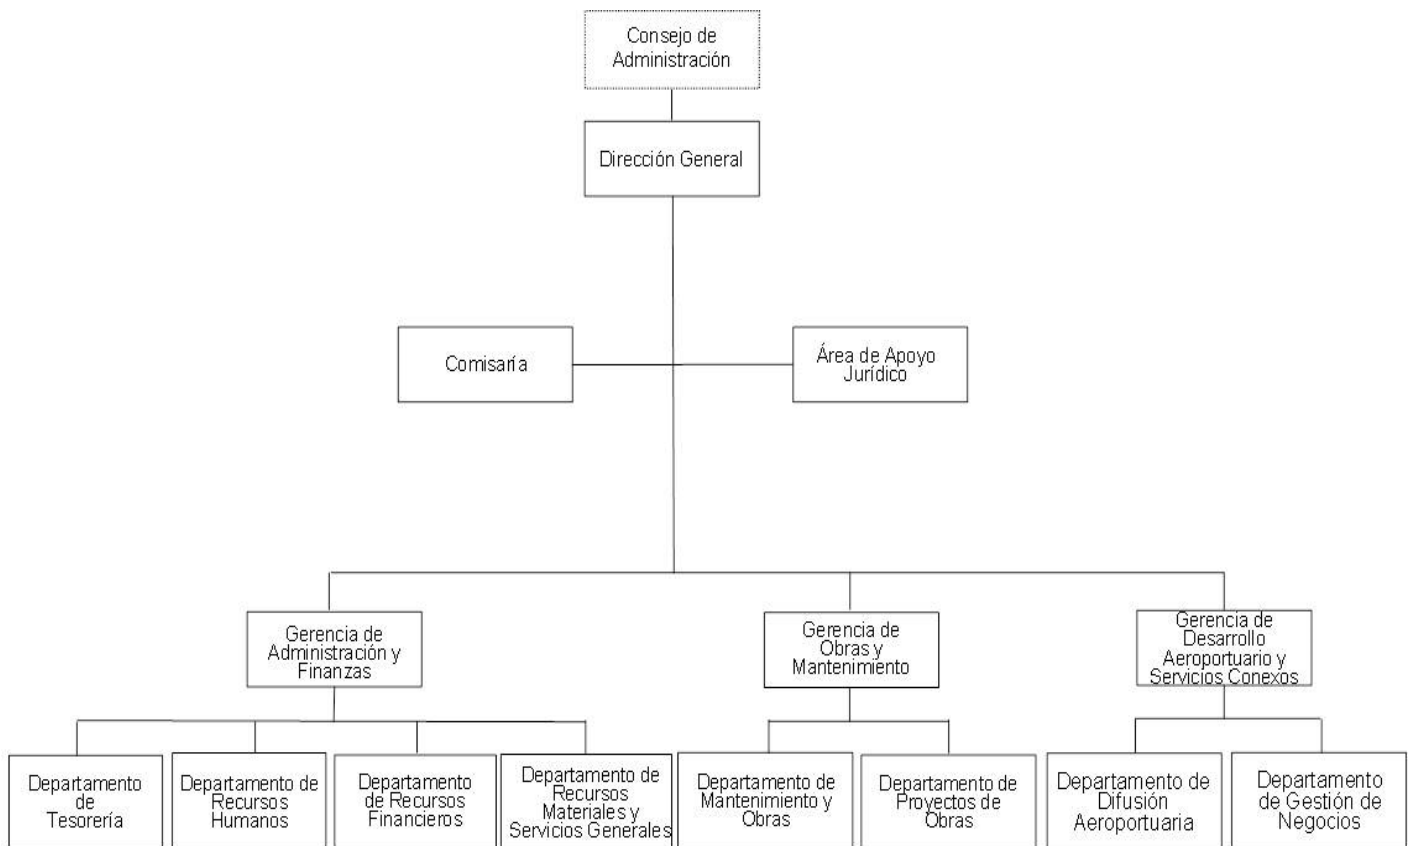 Consejo de
Administración
Dirección General
Comisaría
Área de Apoyo
Jurídico
Gerencia de
Administración y
Finanzas
Gerencia de
Obras y
Mantenimiento
Gerencia de
Desarrollo
Aeroportuario y
Servicios Conexos
Departamento
de
Tesorería
Departamento de
Recursos
Humanos
Departamento
de Recursos
Financieros
Departamento de
Recursos
Materiales y
Servicios Generales
Departamento de
Mantenimiento y
Obras
Departamento de
Proyectos de
Obras
Departamento de
Difusión
Aeroportuaria
Departamento
de Gestión de
Negocios